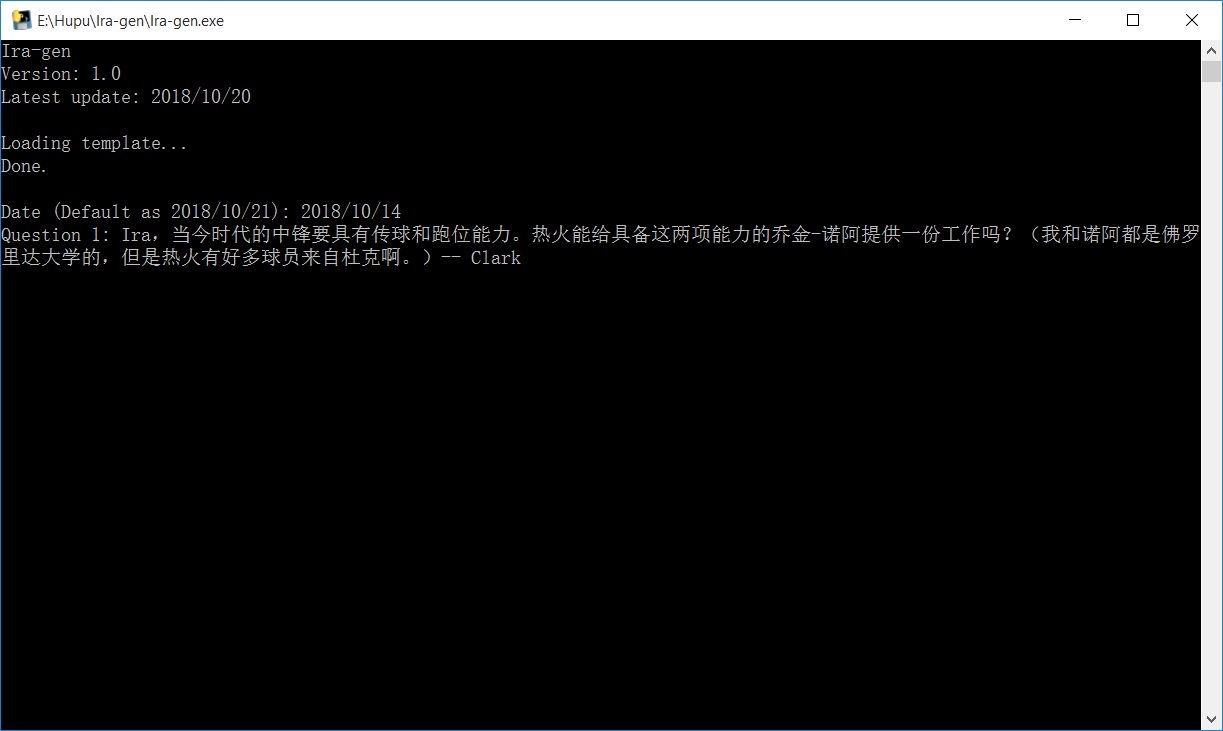 E:\Hupu\Ira-gen\Ira-gen.exe
Ira-gen
Version: 1.0
Latest update: 2018/10/20
Loading template...
Done.
Date (Default as 2018/10/21): 2018/10/14
Question 1: Ira，当今时代的中锋要具有传球和跑位能力。热火能给具备这两项能力的乔金-诺阿提供一份工作吗？（我和诺阿都是佛罗
里达大学的，但是热火有好多球员来自杜克啊。）-- Clark